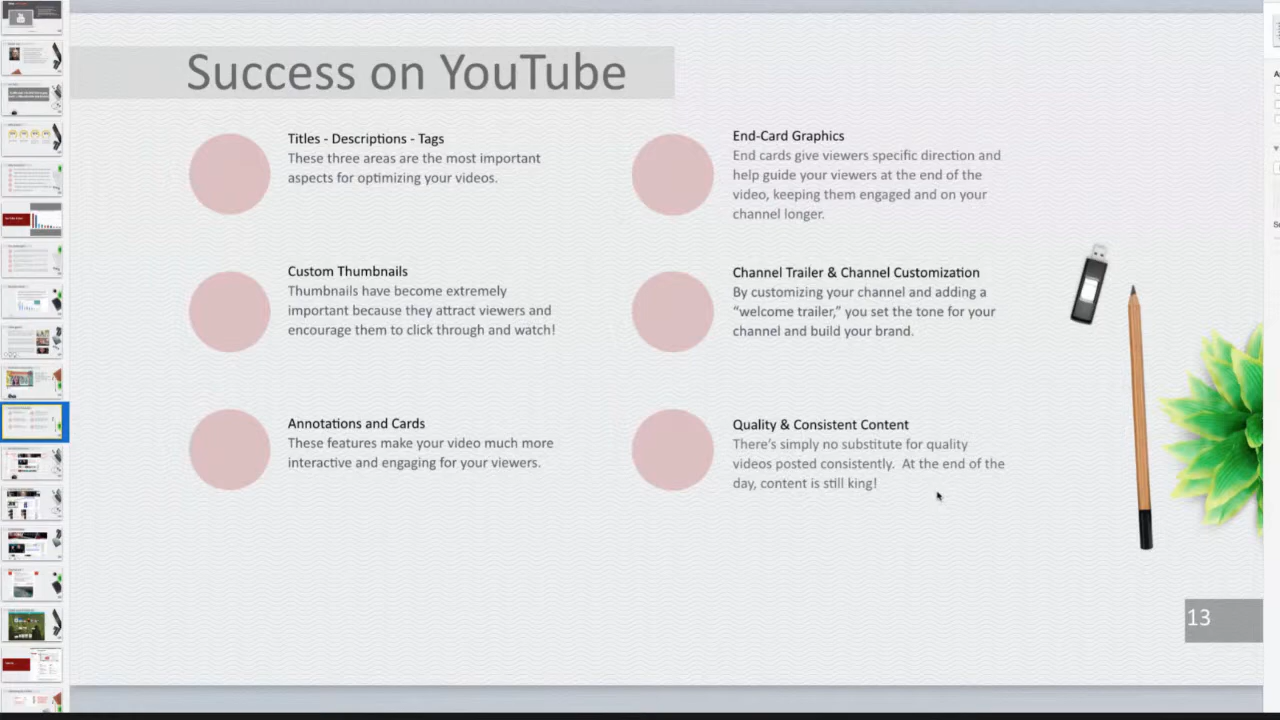 Success on YouTube
Titles - Descriptions - Tags
These three areas are the most important
aspects for optimizing your videos.
Custom Thumbnails
Thumbnails have become extremely
important because they attract viewers and
encourage them to click through and watch!
Annotations and Cards
These features make your video much more
interactive and engaging for your viewers.
End-Card Graphics
End cards give viewers specific direction and
help guide your viewers at the end of the
video, keeping them engaged and on your
channel longer.
Channel Trailer & Channel Customization
By customizing your channel and adding a
“welcome trailer,” you set the tone for your
channel and build your brand.
Quality & Consistent Content
There’s simply no substitute for quality
videos posted consistently.  At the end of the
day, content is still king!
13